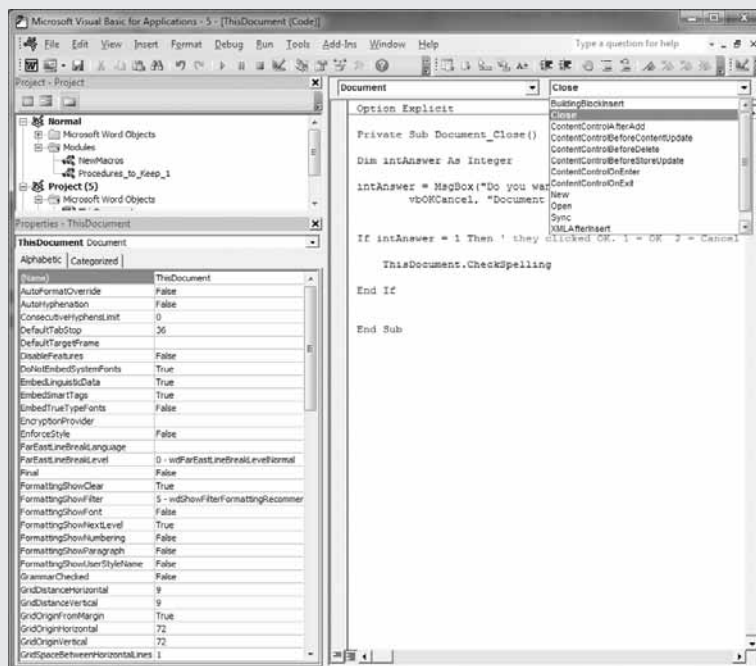 Microsoft Visual Basic for Applications - 5 - [ThisDocument (Code)]
File Edit View Insert Format Debug Run Tools Add-Ins Window Help
Type a question for help
Project - Project
Normal
Microsoft Word Objects
Modules
NewMacros
Procedures_to_Keep_1
Project (5)
Microsoft Word Objects
Properties - ThisDocument
ThisDocument Document
Alphabetic Categorized
(Name) ThisDocument
AutoFormatOverride False
AutoHyphenation False
ConsecutiveHyphensLimit 0
DefaultTabStop 36
DefaultTargetFrame
DisableFeatures False
DoNotEmbedSystemFonts True
EmbedLinguisticData True
EmbedSmartTags True
EmbedTrueTypeFonts False
EncryptionProvider
EnforceStyle False
FarEastLineBreakLanguage
FarEastLineBreakLevel 0 - wdFarEastLineBreakLevelNormal
Final False
FormattingShowClear True
FormattingShowFilter 5 - wdShowFilterFormattingRecommer
FormattingShowFont False
FormattingShowNextLevel True
FormattingShowNumbering False
FormattingShowParagraph False
FormattingShowUserStyleName False
GrammarChecked False
GridDistanceHorizontal 9
GridDistanceVertical 9
GridOriginFromMargin True
GridOriginHorizontal 72
GridOriginVertical 72
GridSpaceBetweenHorizontalLines 1
Document
Close
BuildingBlockInsert
Close
ContentControlAfterAdd
ContentControlBeforeContentUpdate
ContentControlBeforeDelete
ContentControlBeforeStoreUpdate
ContentControlOnEnter
ContentControlOnExit
New
Open
Sync
XMLAfterInsert
Option Explicit
Private Sub Document_Close()
Dim intAnswer As Integer
intAnswer = MsgBox("Do you wa
vbOKCancel, "Document
If intAnswer = 1 Then ' they clicked OK. 1 = OK 2 = Cancel
ThisDocument.CheckSpelling
End If
End Sub